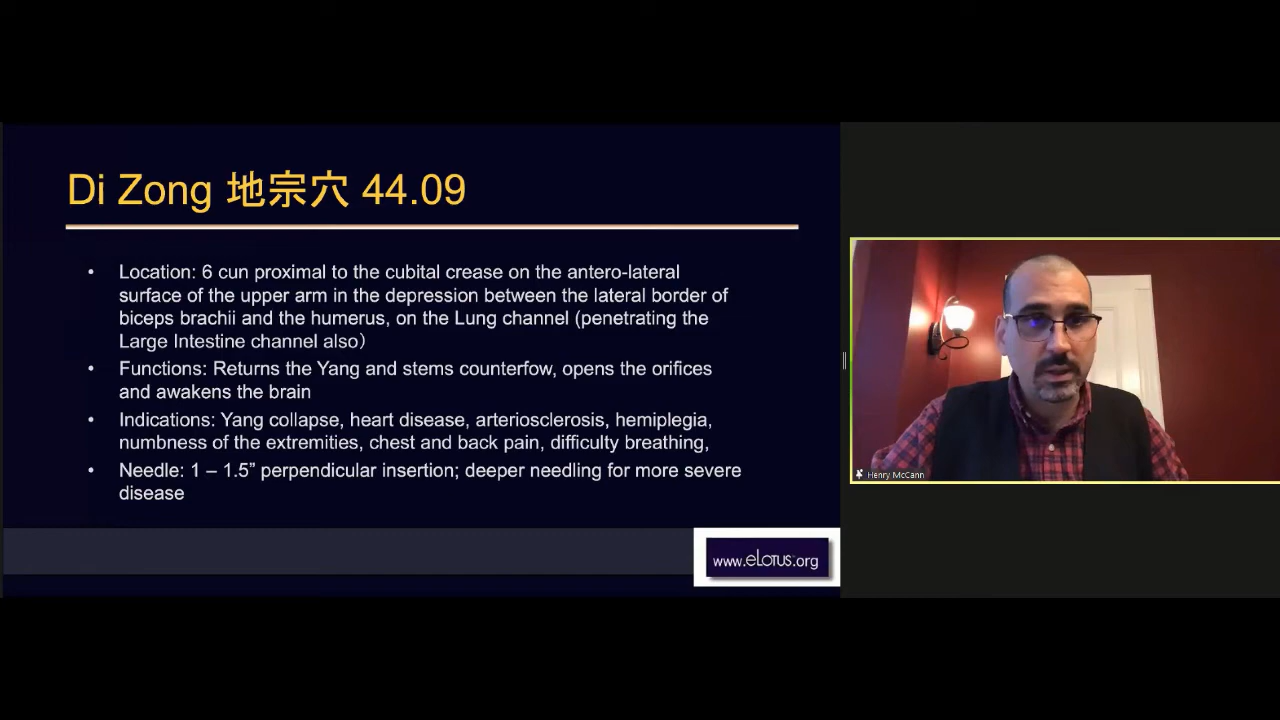 Di Zong 地宗穴 44.09
• Location: 6 cun proximal to the cubital crease on the antero-lateral
surface of the upper arm in the depression between the lateral border of
biceps brachii and the humerus, on the Lung channel (penetrating the
Large Intestine channel also）
• Functions: Returns the Yang and stems counterfow, opens the orifices
and awakens the brain
• Indications: Yang collapse, heart disease, arteriosclerosis, hemiplegia,
numbness of the extremities, chest and back pain, difficulty breathing,
• Needle: 1 – 1.5” perpendicular insertion; deeper needling for more severe
disease
www.eLotus.org
Henry McCann